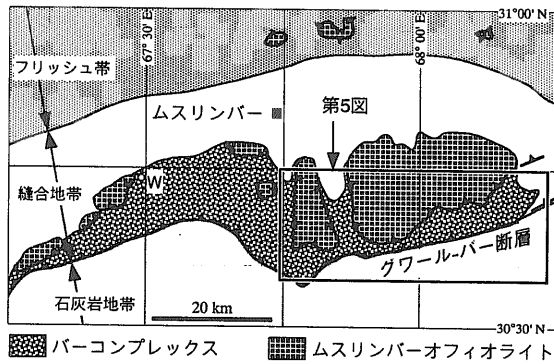 31°00' N
67° 30' E
68° 00' E
フリッシュ帯
ムスリンバー
第5図
縫合地帯
W
グワール-バー断層
石灰岩地帯
20 km
30°30' N
バーコンプレックス
ムスリンバーオフィオライト